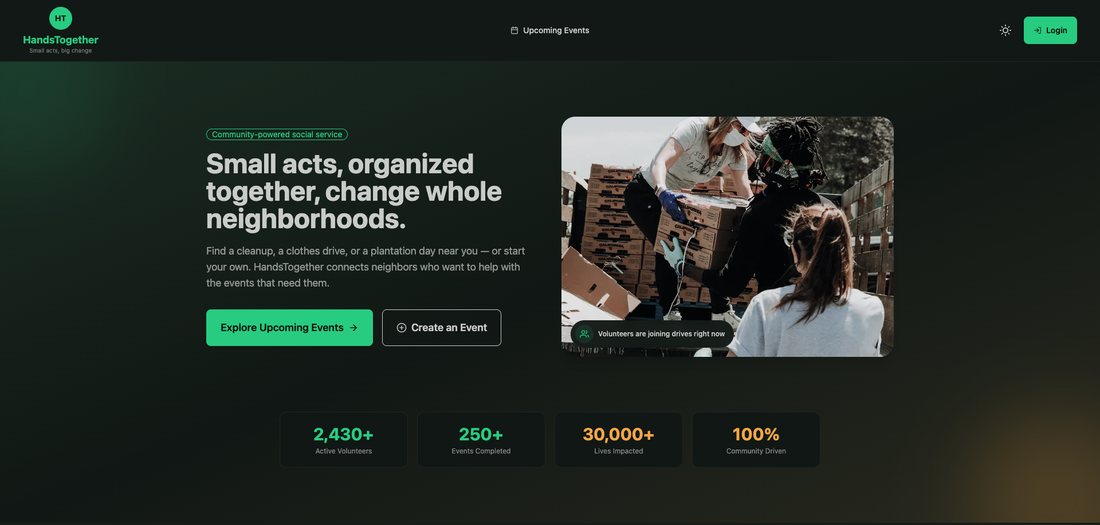 HT
HandsTogether
Small acts, big change
Upcoming Events
Login
Community-powered social service
Small acts, organized
together, change whole
neighborhoods.
Find a cleanup, a clothes drive, or a plantation day near you — or start
your own. HandsTogether connects neighbors who want to help with
the events that need them.
Explore Upcoming Events →
Create an Event
Volunteers are joining drives right now
2,430+
Active Volunteers
250+
Events Completed
30,000+
Lives Impacted
100%
Community Driven